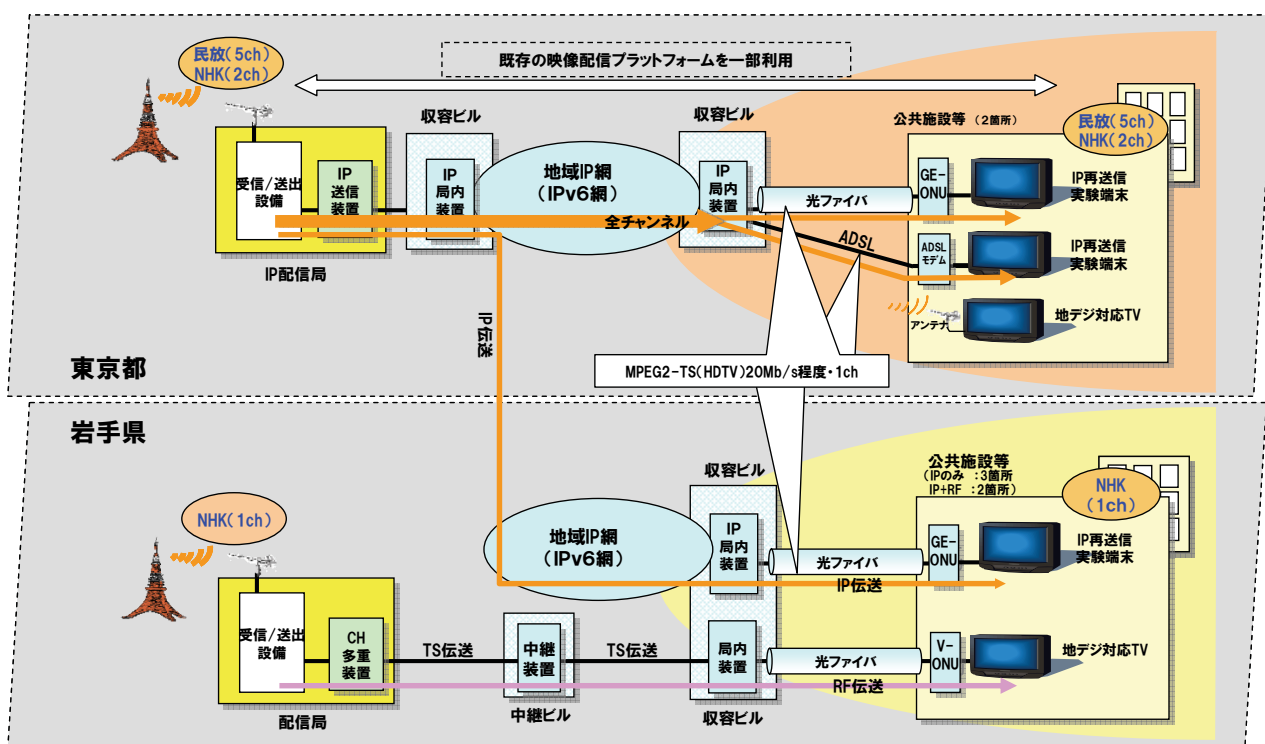 民放(5ch)
NHK(2ch)
既存の映像配信プラットフォームを一部利用
収容ビル
収容ビル
公共施設等 (2箇所)
民放(5ch)
NHK(2ch)
受信/送出
設備
IP
送信
装置
IP
局内
装置
地域IP網
(IPv6網)
IP
局内
装置
光ファイバ
GE-
ONU
IP再送信
実験端末
全チャンネル
ADSL
ADSL
モデム
IP再送信
実験端末
IP配信局
アンテナ
地デジ対応TV
IP伝送
東京都
MPEG2-TS(HDTV)20Mb/s程度・1ch
岩手県
収容ビル
公共施設等
(IPのみ :3箇所
IP+RF :2箇所)
NHK
(1ch)
NHK(1ch)
地域IP網
(IPv6網)
IP
局内
装置
光ファイバ
GE-
ONU
IP再送信
実験端末
IP伝送
受信/送出
設備
CH
多重
装置
TS伝送
中継
装置
TS伝送
局内
装置
光ファイバ
V-
ONU
地デジ対応TV
RF伝送
配信局
中継ビル
収容ビル